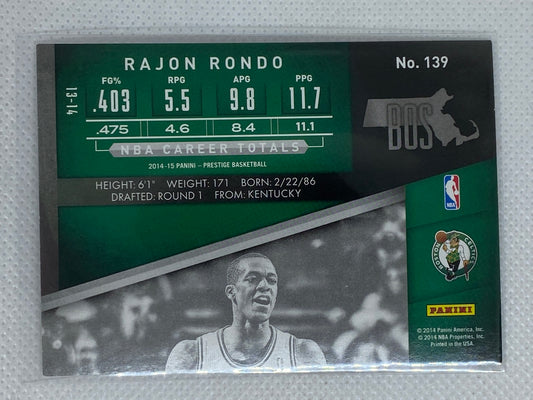 RAJON RONDO
No. 139
13-14
FG% RPG APG PPG
.403 5.5 9.8 11.7
.475 4.6 8.4 11.1
NBA CAREER TOTALS
2014-15 PANINI – PRESTIGE BASKETBALL
BOS
HEIGHT: 6'1" WEIGHT: 171 BORN: 2/22/86
DRAFTED: ROUND 1 FROM: KENTUCKY
NBA
BOSTON CELTICS
PANINI
© 2014 Panini America, Inc.
© 2014 NBA Properties, Inc.
Printed in the USA.